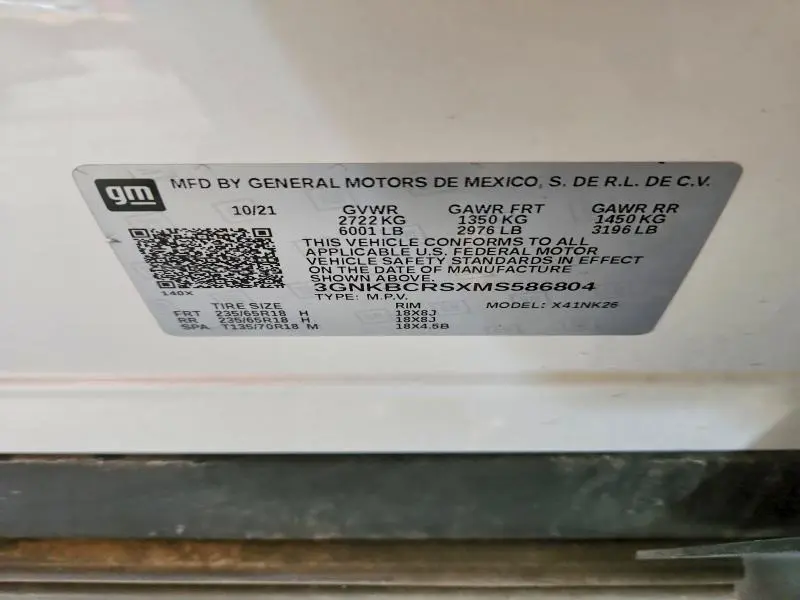 gm MFD BY GENERAL MOTORS DE MEXICO, S. DE R.L. DE C.V.
10/21 GVWR GAWR FRT GAWR RR
2722 KG 1350 KG 1450 KG
6001 LB 2976 LB 3196 LB
THIS VEHICLE CONFORMS TO ALL
APPLICABLE U.S. FEDERAL MOTOR
VEHICLE SAFETY STANDARDS IN EFFECT
ON THE DATE OF MANUFACTURE
SHOWN ABOVE.
3GNKBCRSXMS586804
140X TYPE: M.P.V. MODEL: X41NK26
TIRE SIZE RIM
FRT 235/65R18 H 18X8J
RR 235/65R18 H 18X8J
SPA T135/70R18 M 18X4.5B